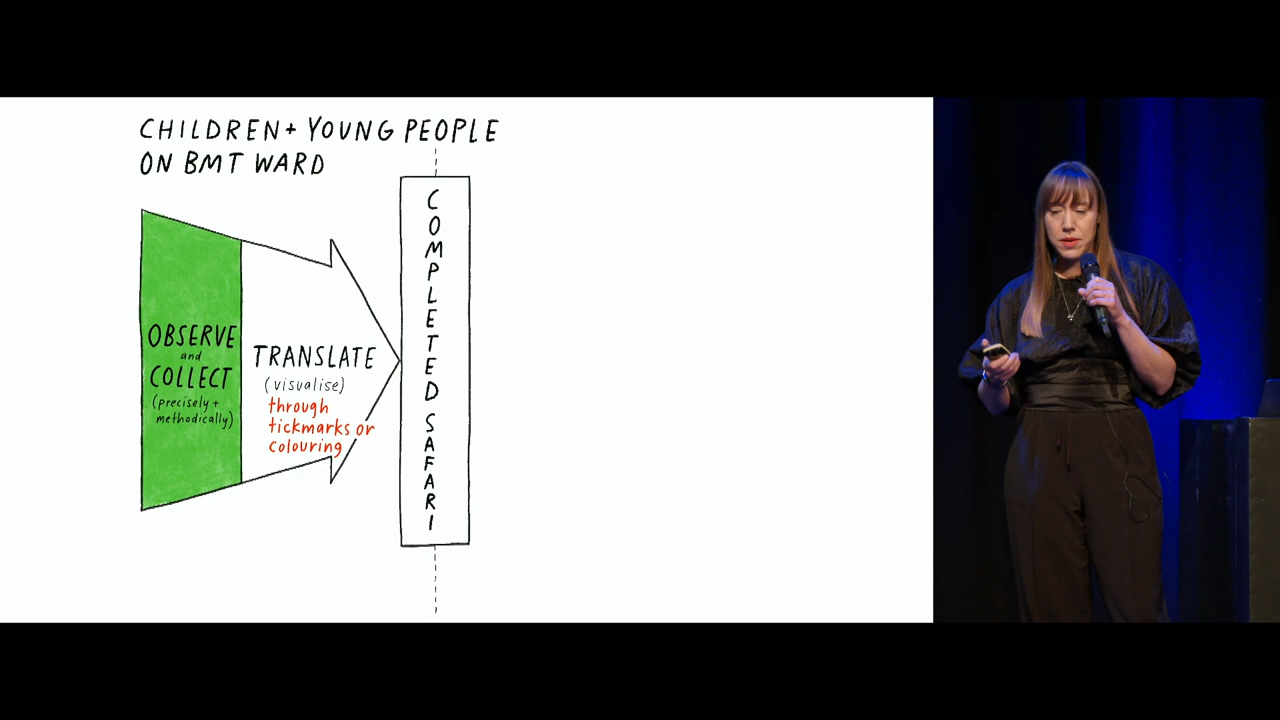 CHILDREN + YOUNG PEOPLE
ON BMT WARD
OBSERVE
and
COLLECT
(precisely +
methodically)
TRANSLATE
(visualise)
through
tickmarks or
colouring
COMPLETED SAFARI